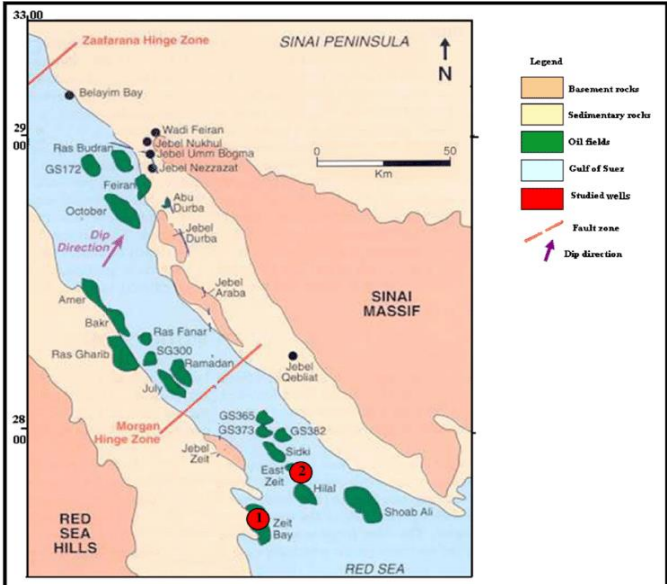 33 00
Zaafarana Hinge Zone
SINAI PENINSULA
N
Belayim Bay
29 00
Wadi Feiran
Jebel Nukhul
Jebel Umm Bogma
Jebel Nezzazat
Ras Budran
GS172
Feiran
October
Abu Durba
Jebel Durba
Dip Direction
0 50
Km
Jebel Araba
SINAI MASSIF
Amer
Bakr
Ras Fanar
Ras Gharib
SG300
Ramadan
July
Jebel Qebliat
28 00
Morgan Hinge Zone
GS365
GS373
GS382
Jebel Zeit
Sidki
East Zeit
2
Hilal
Shoab Ali
1
Zeit Bay
RED SEA HILLS
RED SEA
Legend
Basement rocks
Sedimentary rocks
Oil fields
Gulf of Suez
Studied wells
Fault zone
Dip direction